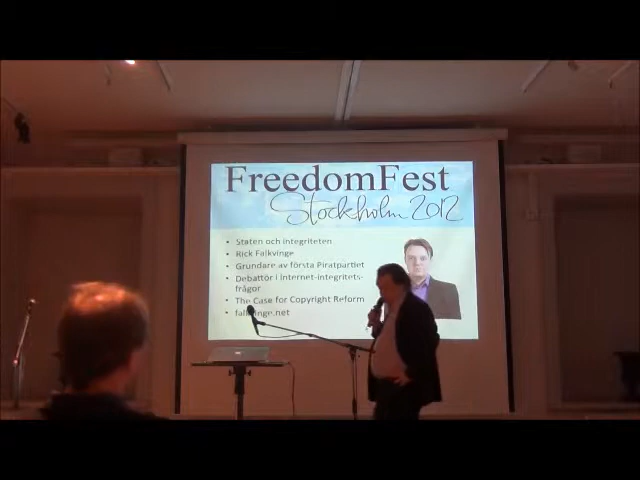 FreedomFest
Stockholm 2012
• Staten och integriteten
• Rick Falkvinge
• Grundare av första Piratpartiet
• Debattör i Internet-integritets-
frågor
• The Case for Copyright Reform
• falkvinge.net